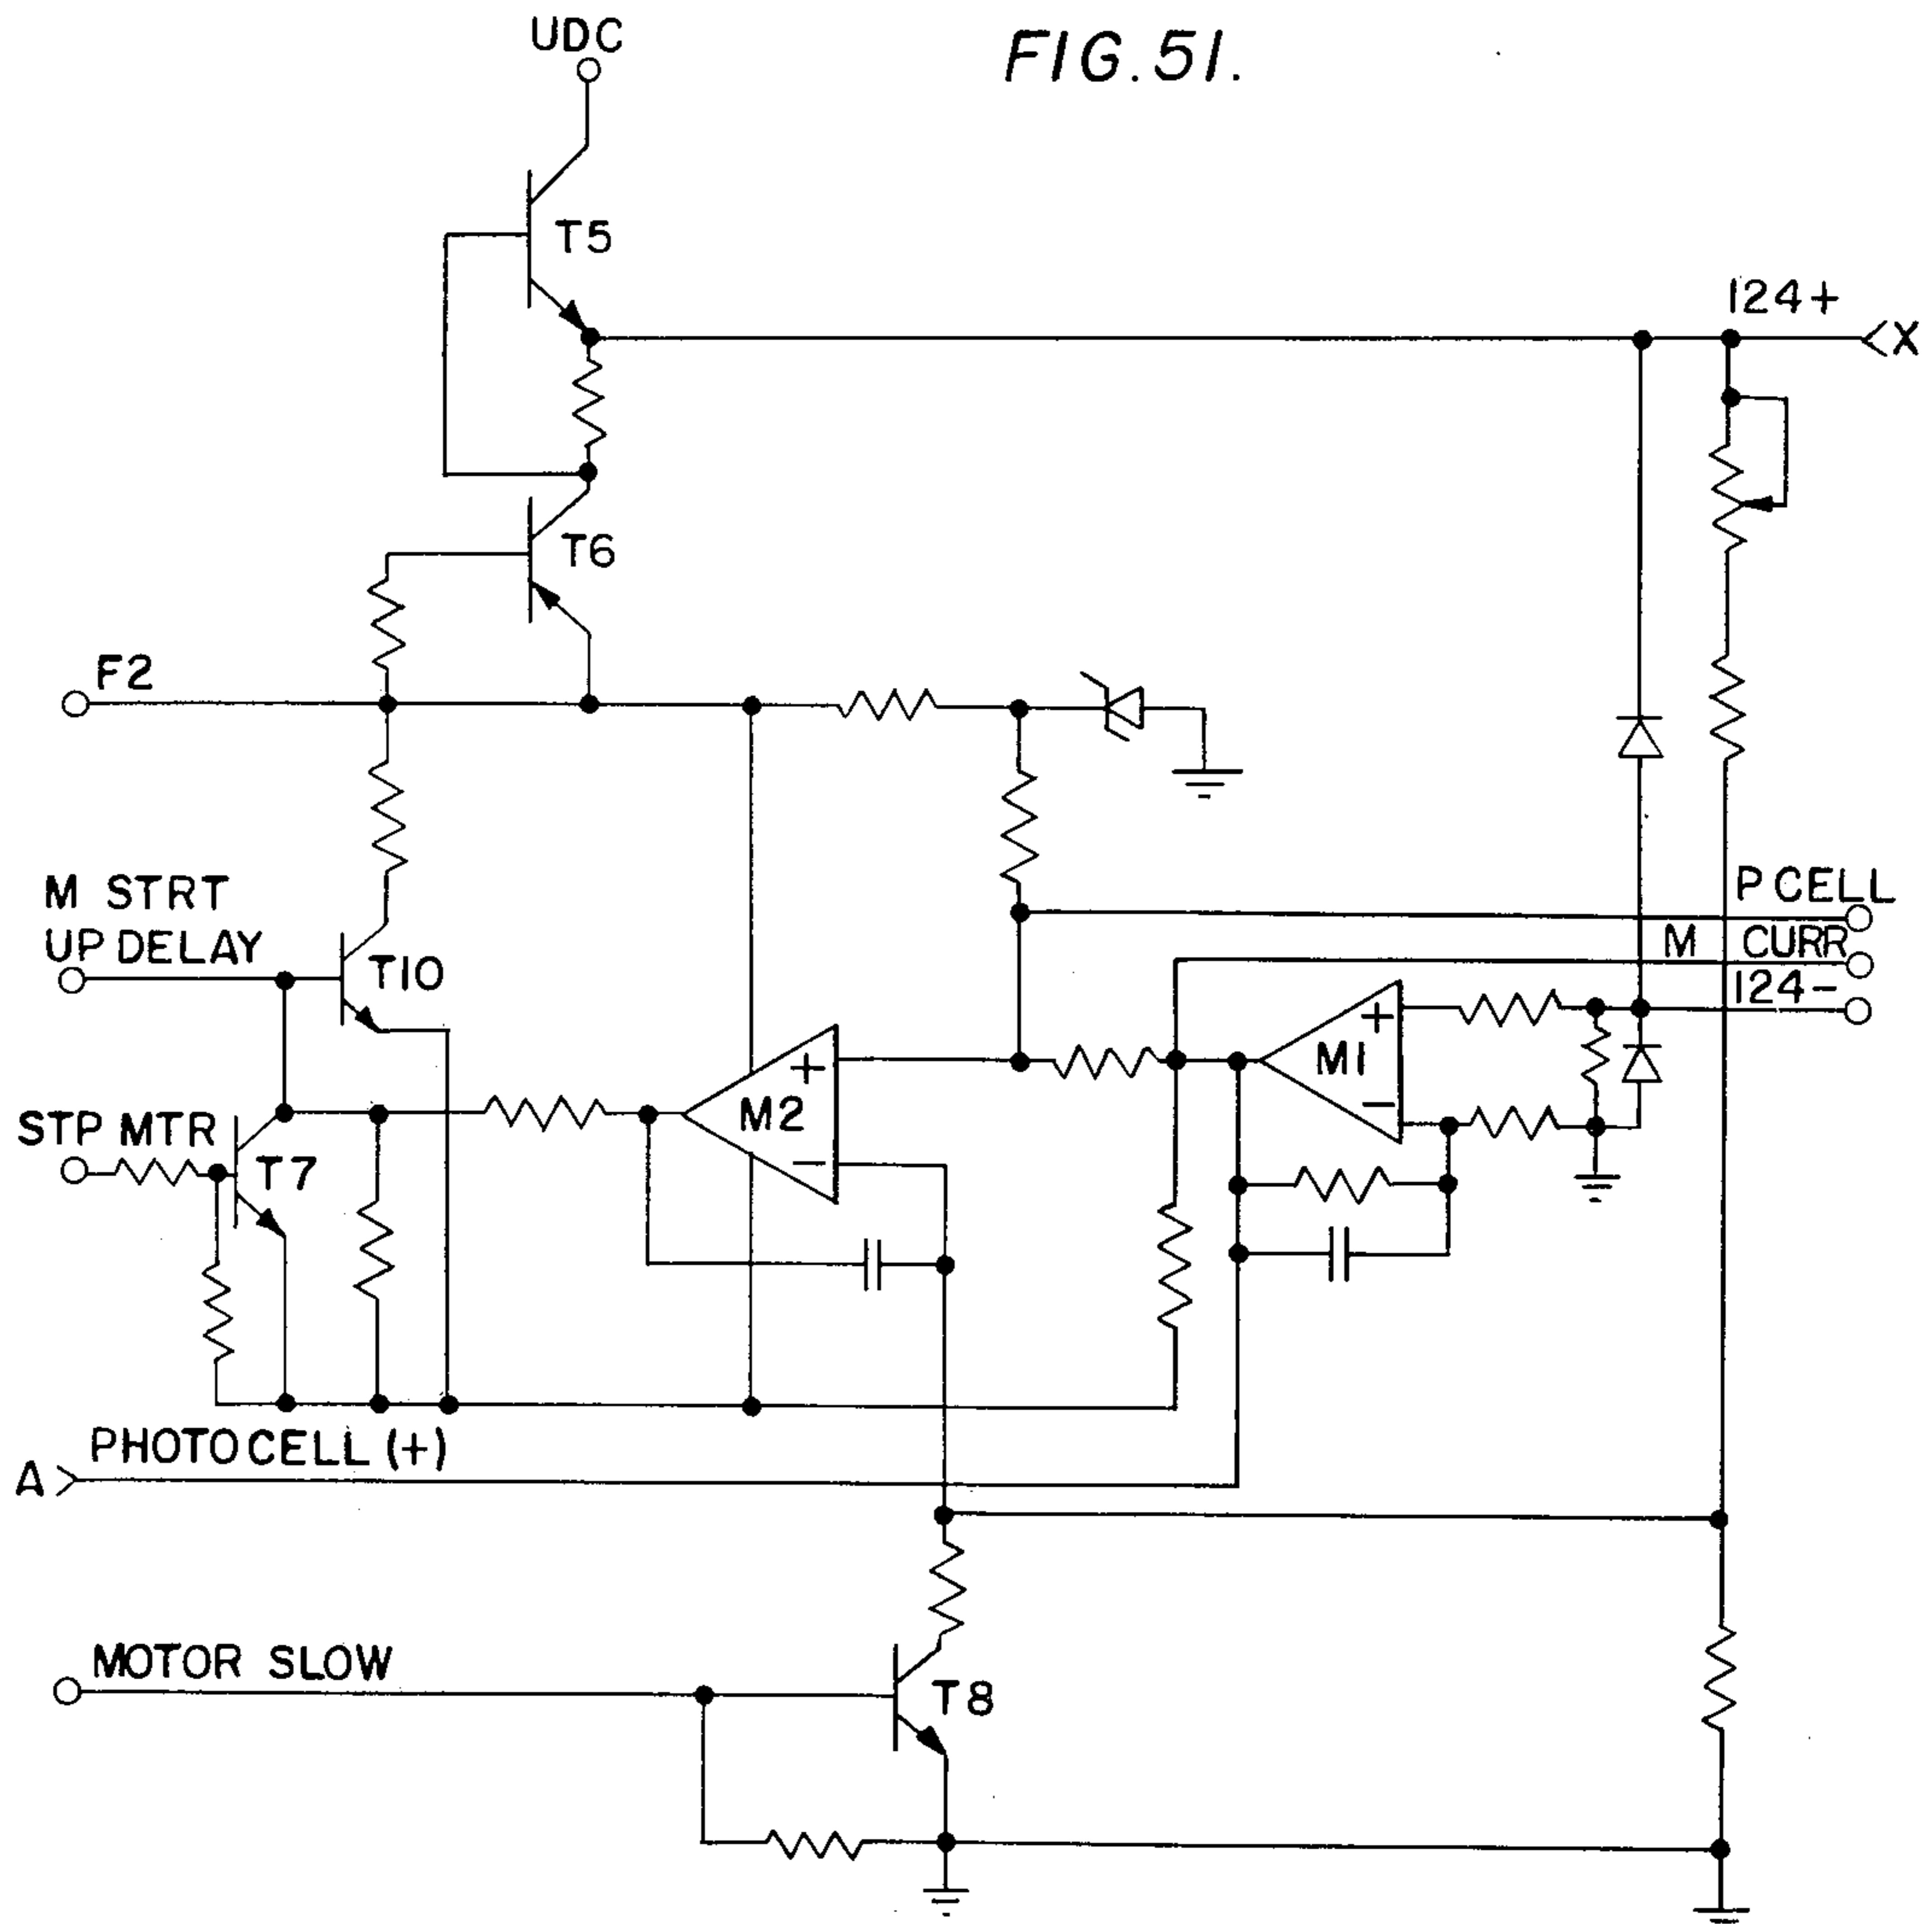 UDC
FIG. 51.
T5
124+
X
T6
F2
P CELL
M STRT
UP DELAY
M CURR
T10
124-
+
M1
-
+
M2
-
STP MTR
T7
PHOTOCELL (+)
A
MOTOR SLOW
T8